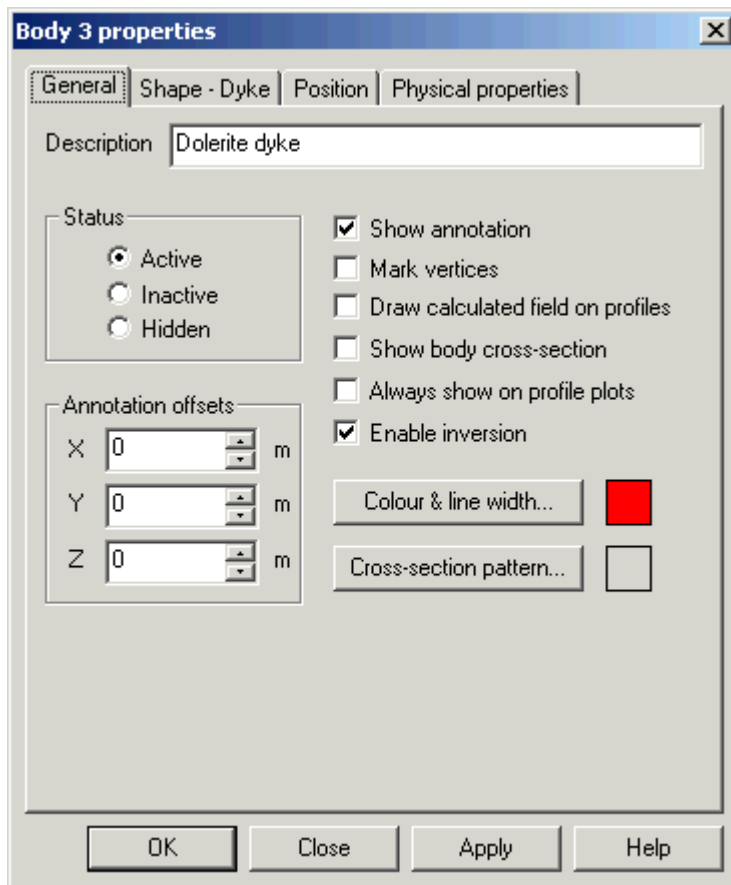 Body 3 properties
General Shape - Dyke Position Physical properties
Description Dolerite dyke
Status
Active
Inactive
Hidden
Show annotation
Mark vertices
Draw calculated field on profiles
Show body cross-section
Always show on profile plots
Enable inversion
Annotation offsets
X 0 m
Y 0 m
Z 0 m
Colour & line width...
Cross-section pattern...
OK Close Apply Help